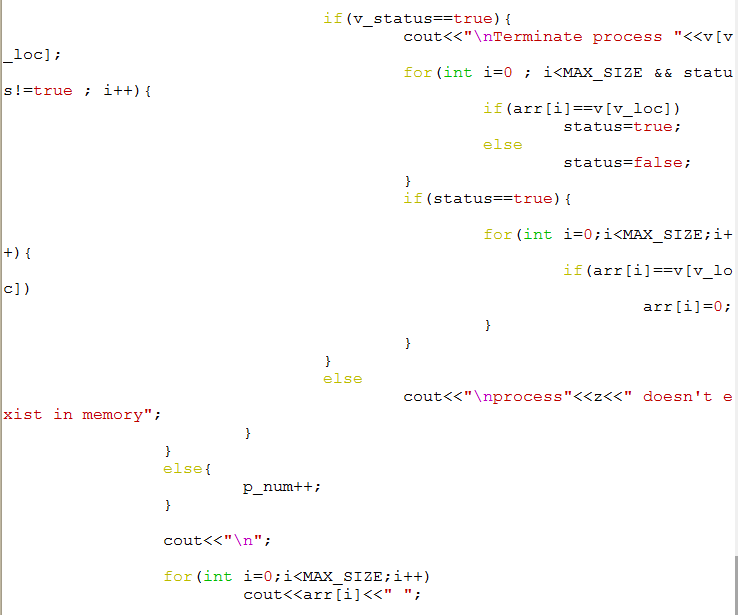 if(v_status==true){
cout<<"\nTerminate process "<<v[v
_loc];
for(int i=0 ; i<MAX_SIZE && statu
s!=true ; i++){
if(arr[i]==v[v_loc])
status=true;
else
status=false;
}
if(status==true){
for(int i=0;i<MAX_SIZE;i+
+){
if(arr[i]==v[v_lo
c])
arr[i]=0;
}
}
}
else
cout<<"\nprocess"<<z<<" doesn't e
xist in memory";
}
}
else{
p_num++;
}
cout<<"\n";
for(int i=0;i<MAX_SIZE;i++)
cout<<arr[i]<<" ";